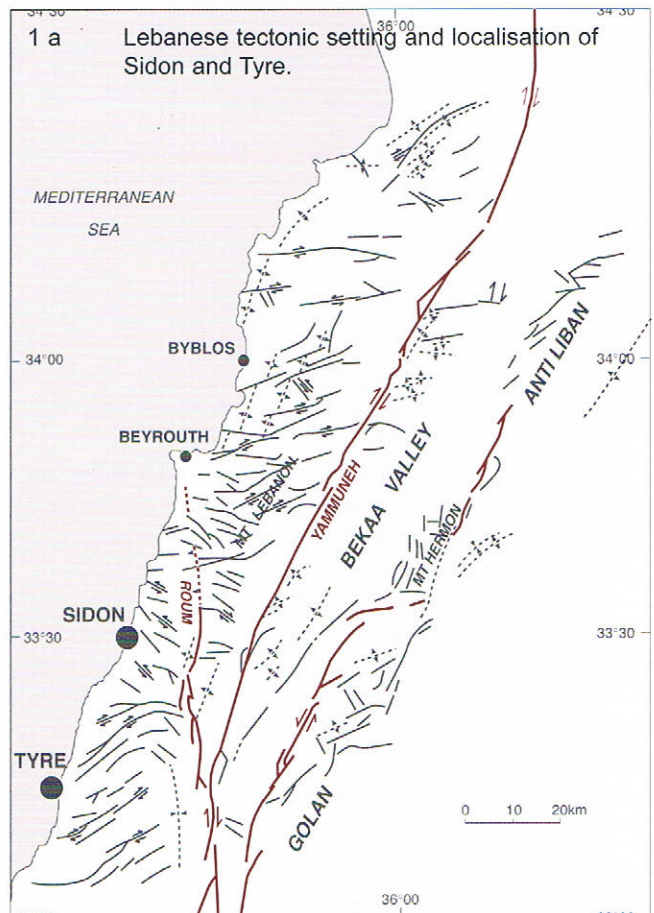 34°30
36°00
34°30
1 a Lebanese tectonic setting and localisation of
Sidon and Tyre.
MEDITERRANEAN
SEA
BYBLOS
34°00
34°00
ANTI LIBAN
BEYROUTH
MT LEBANON
YAMMUNEH
BEKAA VALLEY
MT HERMON
ROUM
SIDON
33°30
33°30
TYRE
GOLAN
0 10 20km
36°00